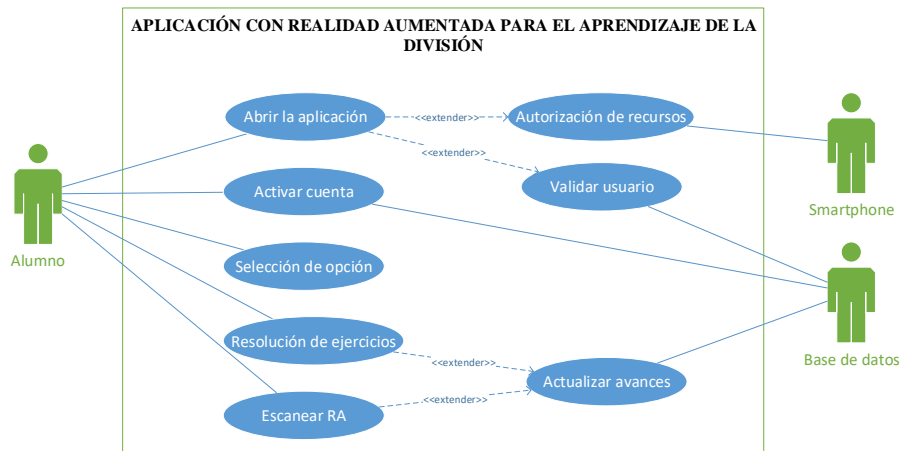 APLICACIÓN CON REALIDAD AUMENTADA PARA EL APRENDIZAJE DE LA
DIVISIÓN
Abrir la aplicación
<<extender>>
Autorización de recursos
<<extender>>
Activar cuenta
Validar usuario
Smartphone
Alumno
Selección de opción
Resolución de ejercicios
<<extender>>
Base de datos
Actualizar avances
<<extender>>
Escanear RA